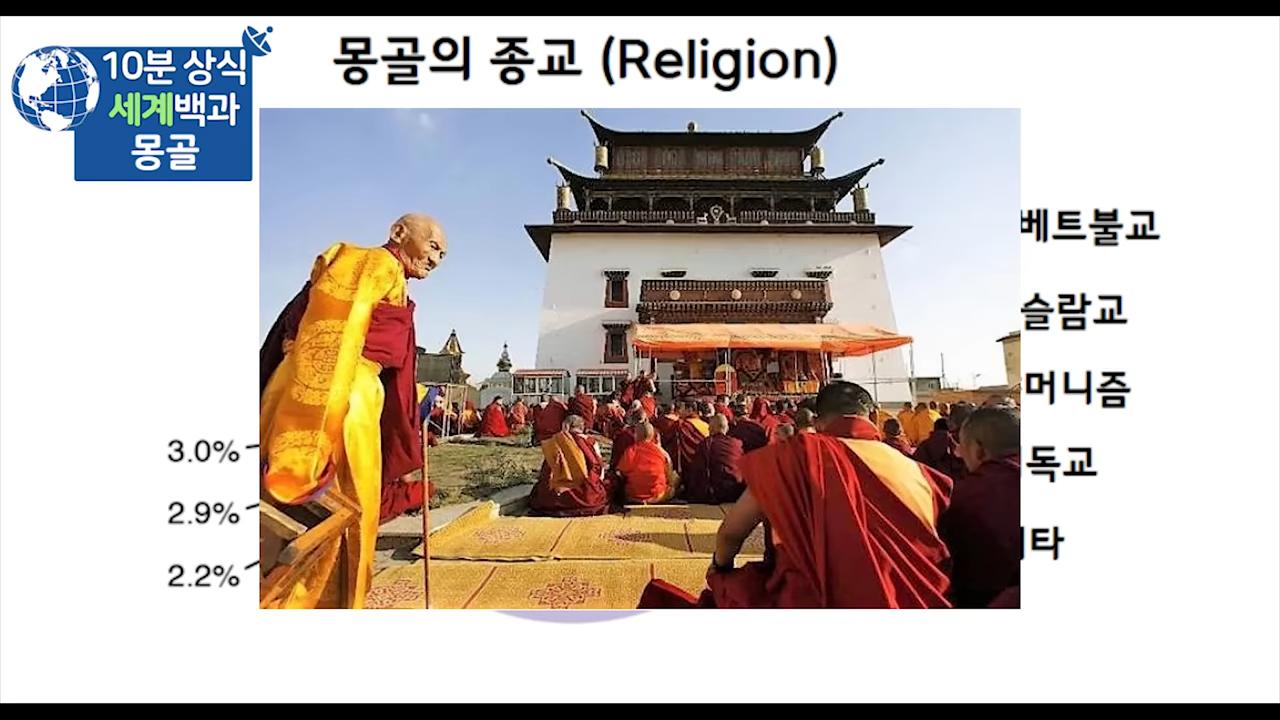 몽골의 종교 (Religion)
10분 상식
세계백과
몽골
베트불교
슬람교
머니즘
독교
타
3.0%
2.9%
2.2%